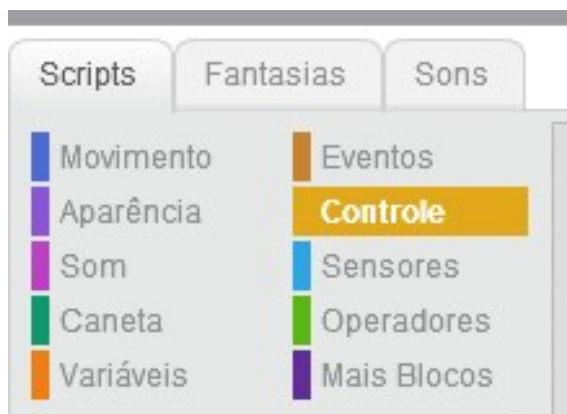 Scripts Fantasias Sons
Movimento Eventos
Aparência Controle
Som Sensores
Caneta Operadores
Variáveis Mais Blocos